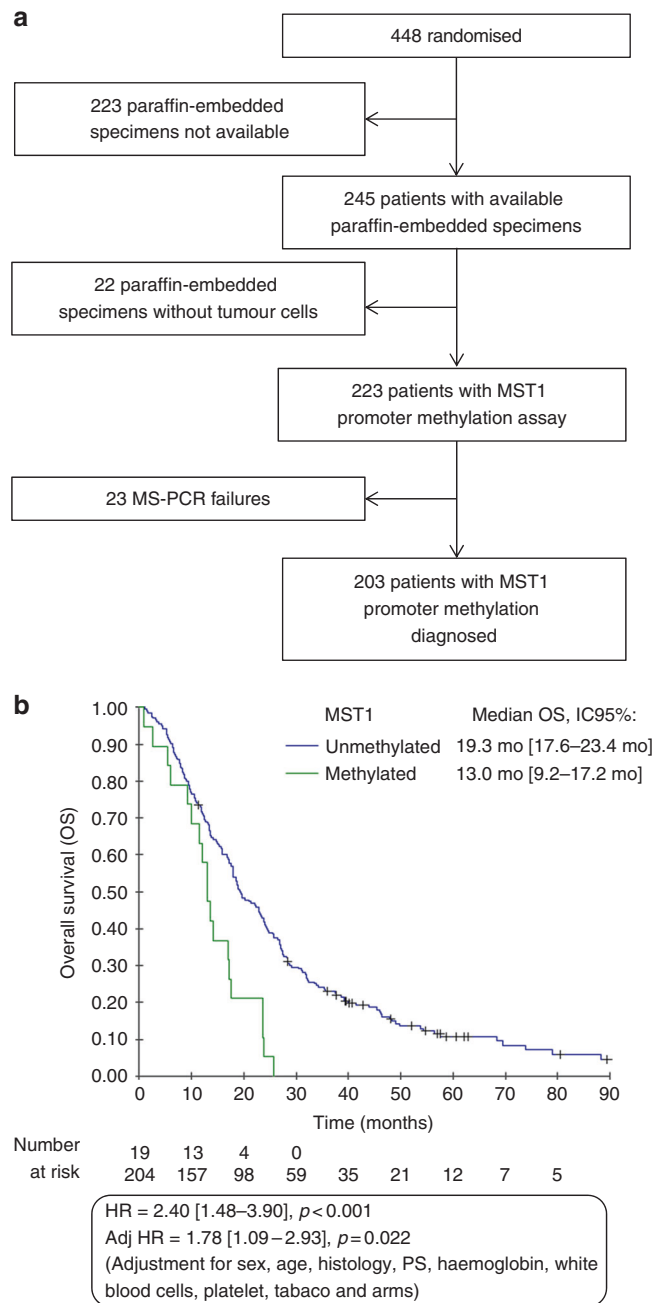 a
448 randomised
223 paraffin-embedded
specimens not available
245 patients with available
paraffin-embedded specimens
22 paraffin-embedded
specimens without tumour cells
223 patients with MST1
promoter methylation assay
23 MS-PCR failures
203 patients with MST1
promoter methylation
diagnosed
b
MST1 Median OS, IC95%:
Unmethylated 19.3 mo [17.6–23.4 mo]
Methylated 13.0 mo [9.2–17.2 mo]
Overall survival (OS)
1.00
0.90
0.80
0.70
0.60
0.50
0.40
0.30
0.20
0.10
0.00
0 10 20 30 40 50 60 70 80 90
Time (months)
Number
at risk
19 13 4 0
204 157 98 59 35 21 12 7 5
HR = 2.40 [1.48–3.90], p < 0.001
Adj HR = 1.78 [1.09–2.93], p = 0.022
(Adjustment for sex, age, histology, PS, haemoglobin, white
blood cells, platelet, tabaco and arms)